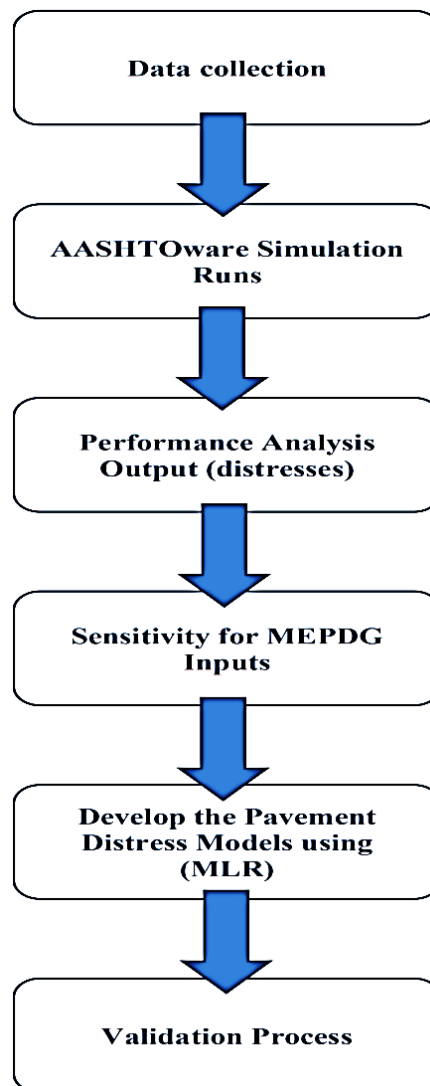 Data collection
AASHTOware Simulation
Runs
Performance Analysis
Output (distresses)
Sensitivity for MEPDG
Inputs
Develop the Pavement
Distress Models using
(MLR)
Validation Process